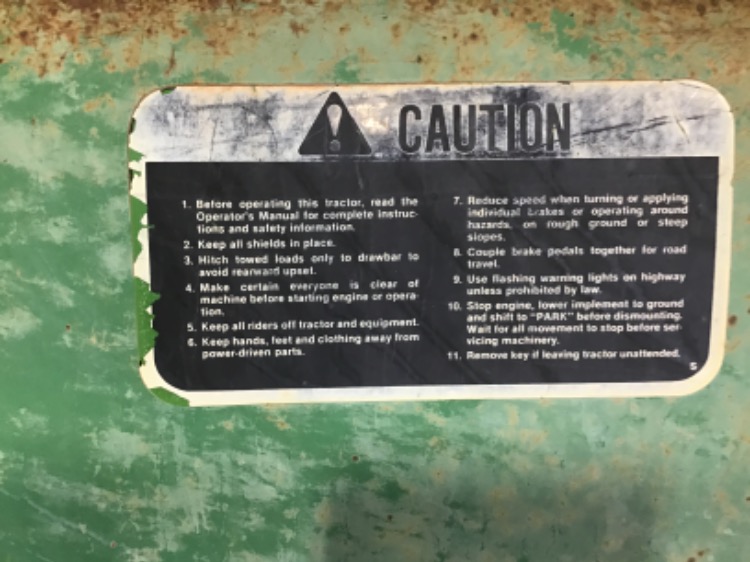 CAUTION
1. Before operating this tractor, read the
Operator's Manual for complete instruc-
tions and safety information.
2. Keep all shields in place.
3. Hitch towed loads only to drawbar to
avoid rearward upset.
4. Make certain everyone is clear of
machine before starting engine or opera-
tion.
5. Keep all riders off tractor and equipment.
6. Keep hands, feet and clothing away from
power-driven parts.
7. Reduce speed when turning or applying
individual brakes or operating around
hazards, on rough ground or steep
slopes.
8. Couple brake pedals together for road
travel.
9. Use flashing warning lights on highway
unless prohibited by law.
10. Stop engine, lower implement to ground
and shift to "PARK" before dismounting.
Wait for all movement to stop before ser-
vicing machinery.
11. Remove key if leaving tractor unattended.
S